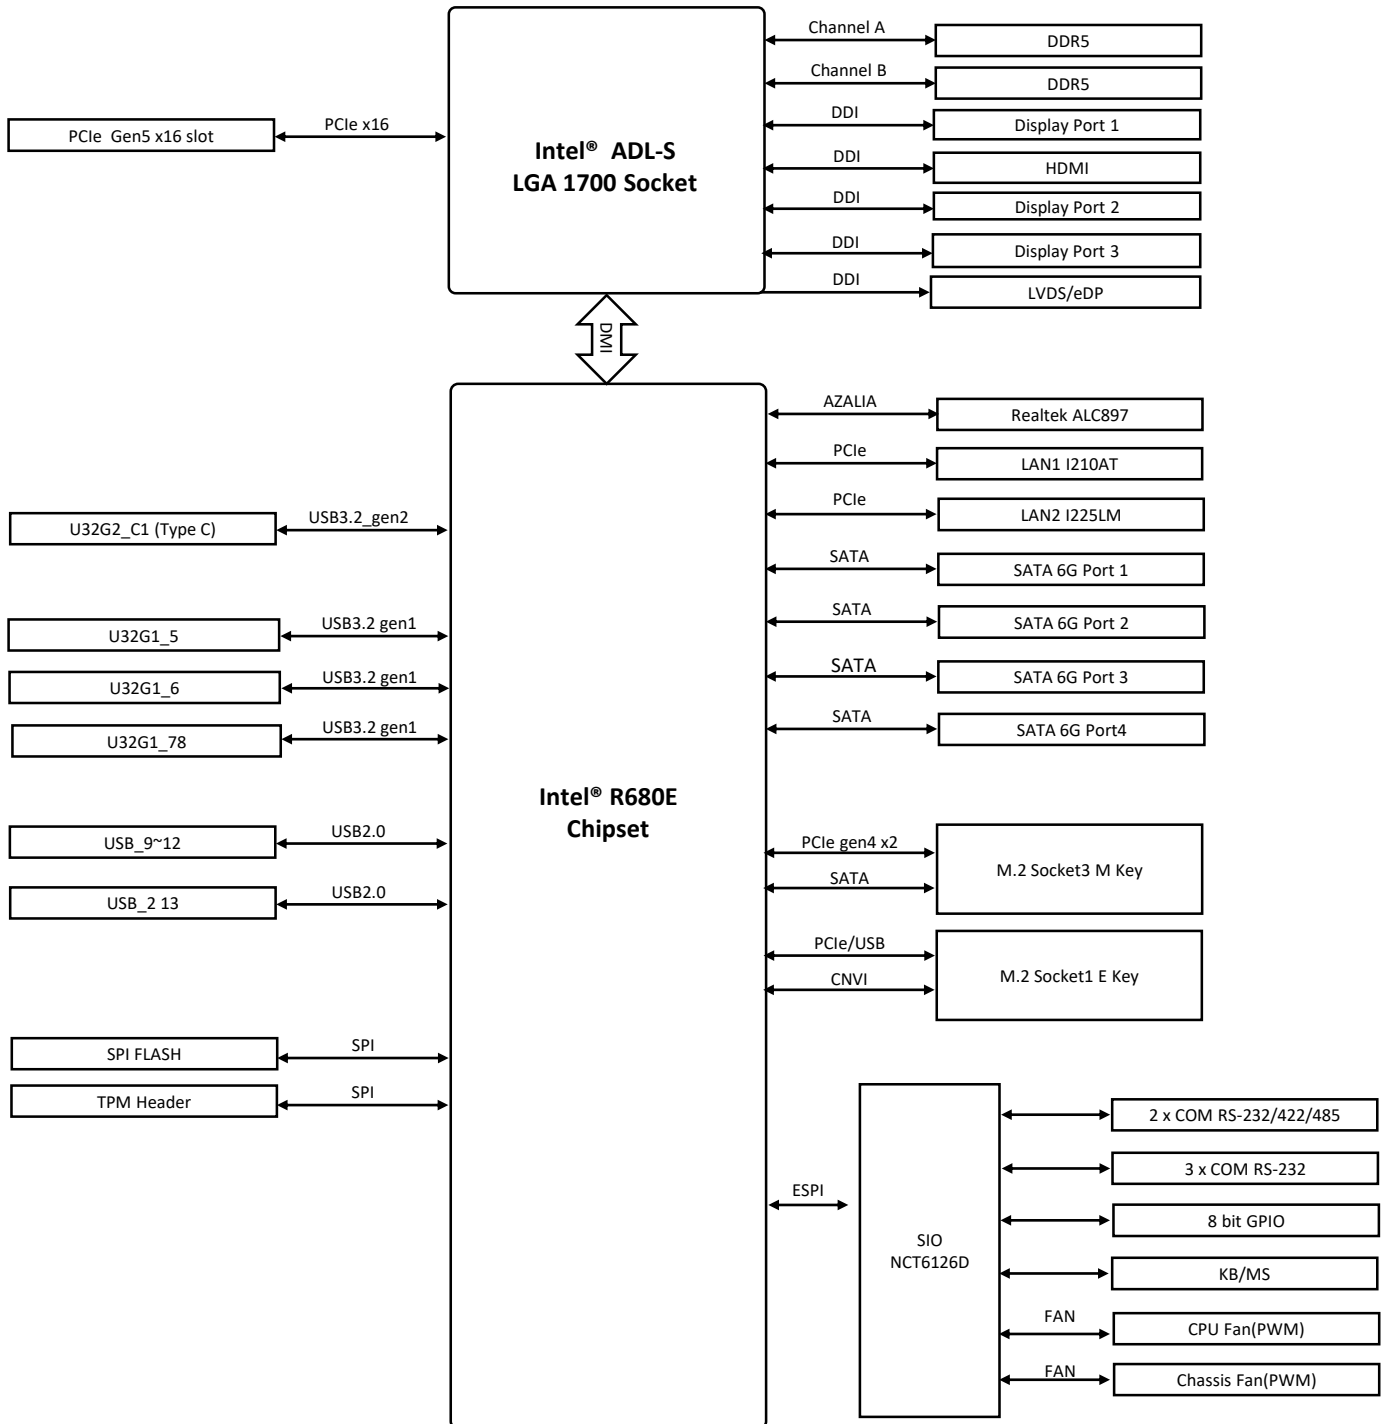 Channel A
DDR5
Channel B
DDR5
PCIe Gen5 x16 slot
PCIe x16
Intel® ADL-S
LGA 1700 Socket
DDI
Display Port 1
DDI
HDMI
DDI
Display Port 2
DDI
Display Port 3
DDI
LVDS/eDP
DMI
AZALIA
Realtek ALC897
PCIe
LAN1 I210AT
PCIe
LAN2 I225LM
U32G2_C1 (Type C)
USB3.2_gen2
SATA
SATA 6G Port 1
U32G1_5
USB3.2 gen1
SATA
SATA 6G Port 2
U32G1_6
USB3.2 gen1
SATA
SATA 6G Port 3
U32G1_78
USB3.2 gen1
SATA
SATA 6G Port4
Intel® R680E
Chipset
USB_9~12
USB2.0
USB_2 13
USB2.0
PCIe gen4 x2
SATA
M.2 Socket3 M Key
PCIe/USB
CNVI
M.2 Socket1 E Key
SPI FLASH
SPI
TPM Header
SPI
ESPI
SIO
NCT6126D
2 x COM RS-232/422/485
3 x COM RS-232
8 bit GPIO
KB/MS
FAN
CPU Fan(PWM)
FAN
Chassis Fan(PWM)